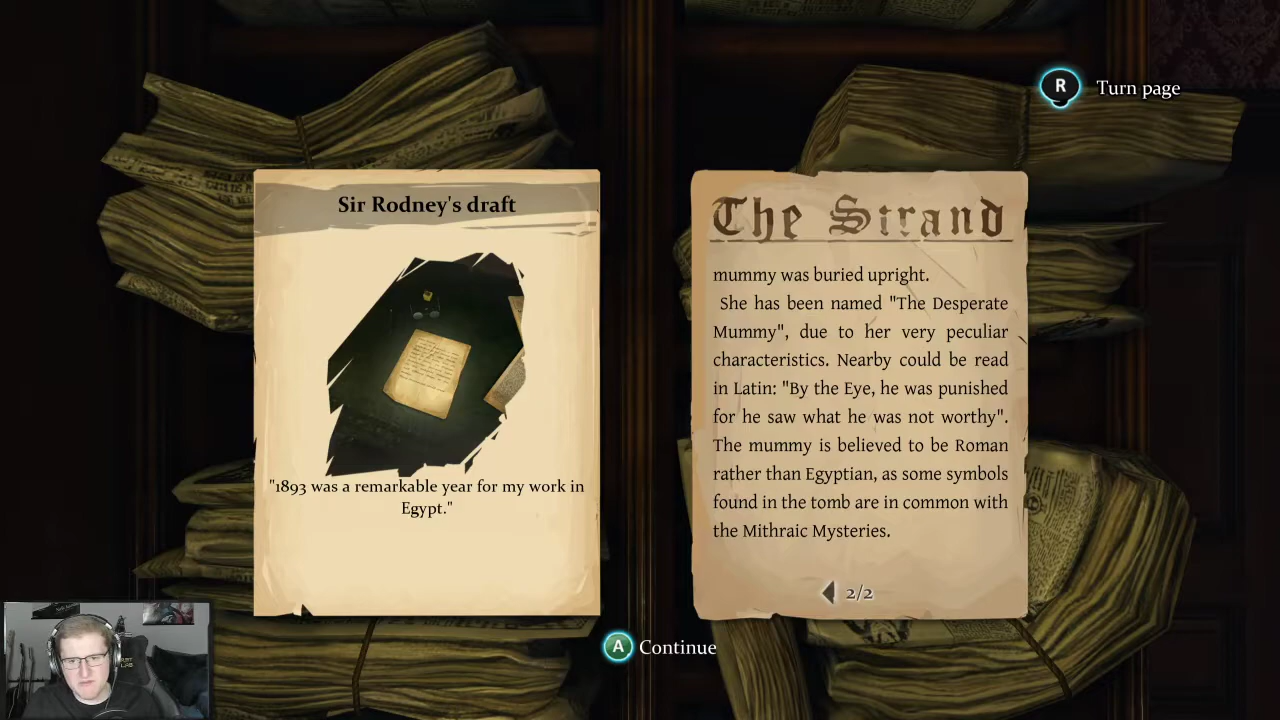 R Turn page
Sir Rodney's draft
"1893 was a remarkable year for my work in
Egypt."
The Strand
mummy was buried upright.
She has been named "The Desperate
Mummy", due to her very peculiar
characteristics. Nearby could be read
in Latin: "By the Eye, he was punished
for he saw what he was not worthy".
The mummy is believed to be Roman
rather than Egyptian, as some symbols
found in the tomb are in common with
the Mithraic Mysteries.
2/2
A Continue